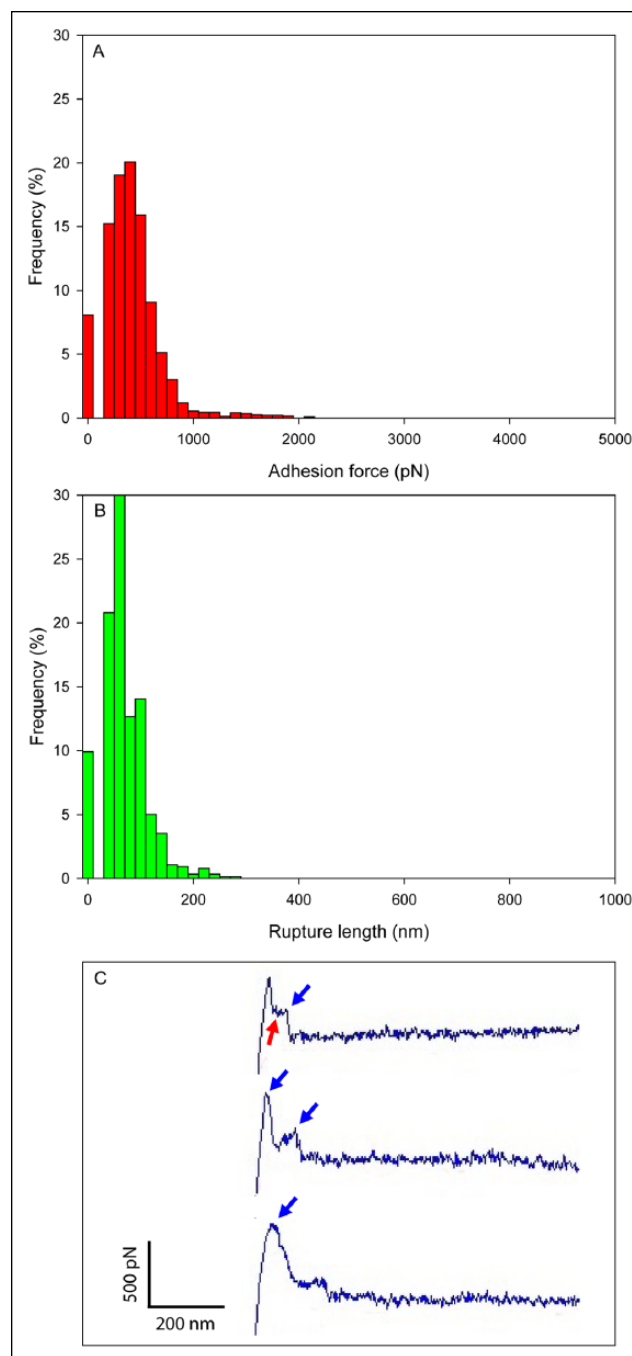 A
30
25
20
15
10
5
0
Frequency (%)
0 1000 2000 3000 4000 5000
Adhesion force (pN)
B
30
25
20
15
10
5
0
Frequency (%)
0 200 400 600 800 1000
Rupture length (nm)
C
500 pN
200 nm